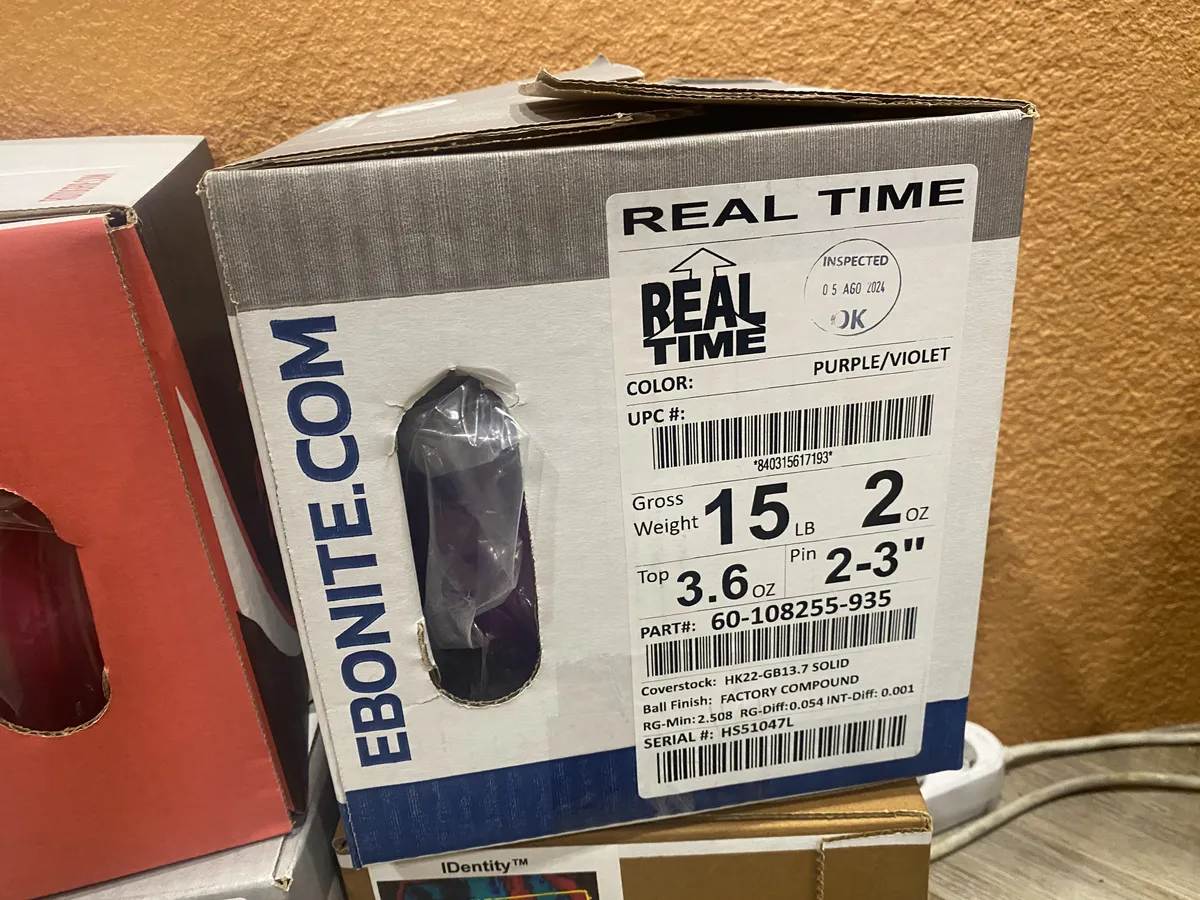 REAL TIME
REAL
TIME
INSPECTED
05 AGO 2024
OK
COLOR: PURPLE/VIOLET
UPC #:
*840315617193*
Gross Weight 15 LB 2 OZ
Top 3.6 OZ Pin 2-3"
PART#: 60-108255-935
Coverstock: HK22-GB13.7 SOLID
Ball Finish: FACTORY COMPOUND
RG-Min: 2.508 RG-Diff: 0.054 INT-Diff: 0.001
SERIAL #: HS51047L
EBONITE.COM
IDentity™